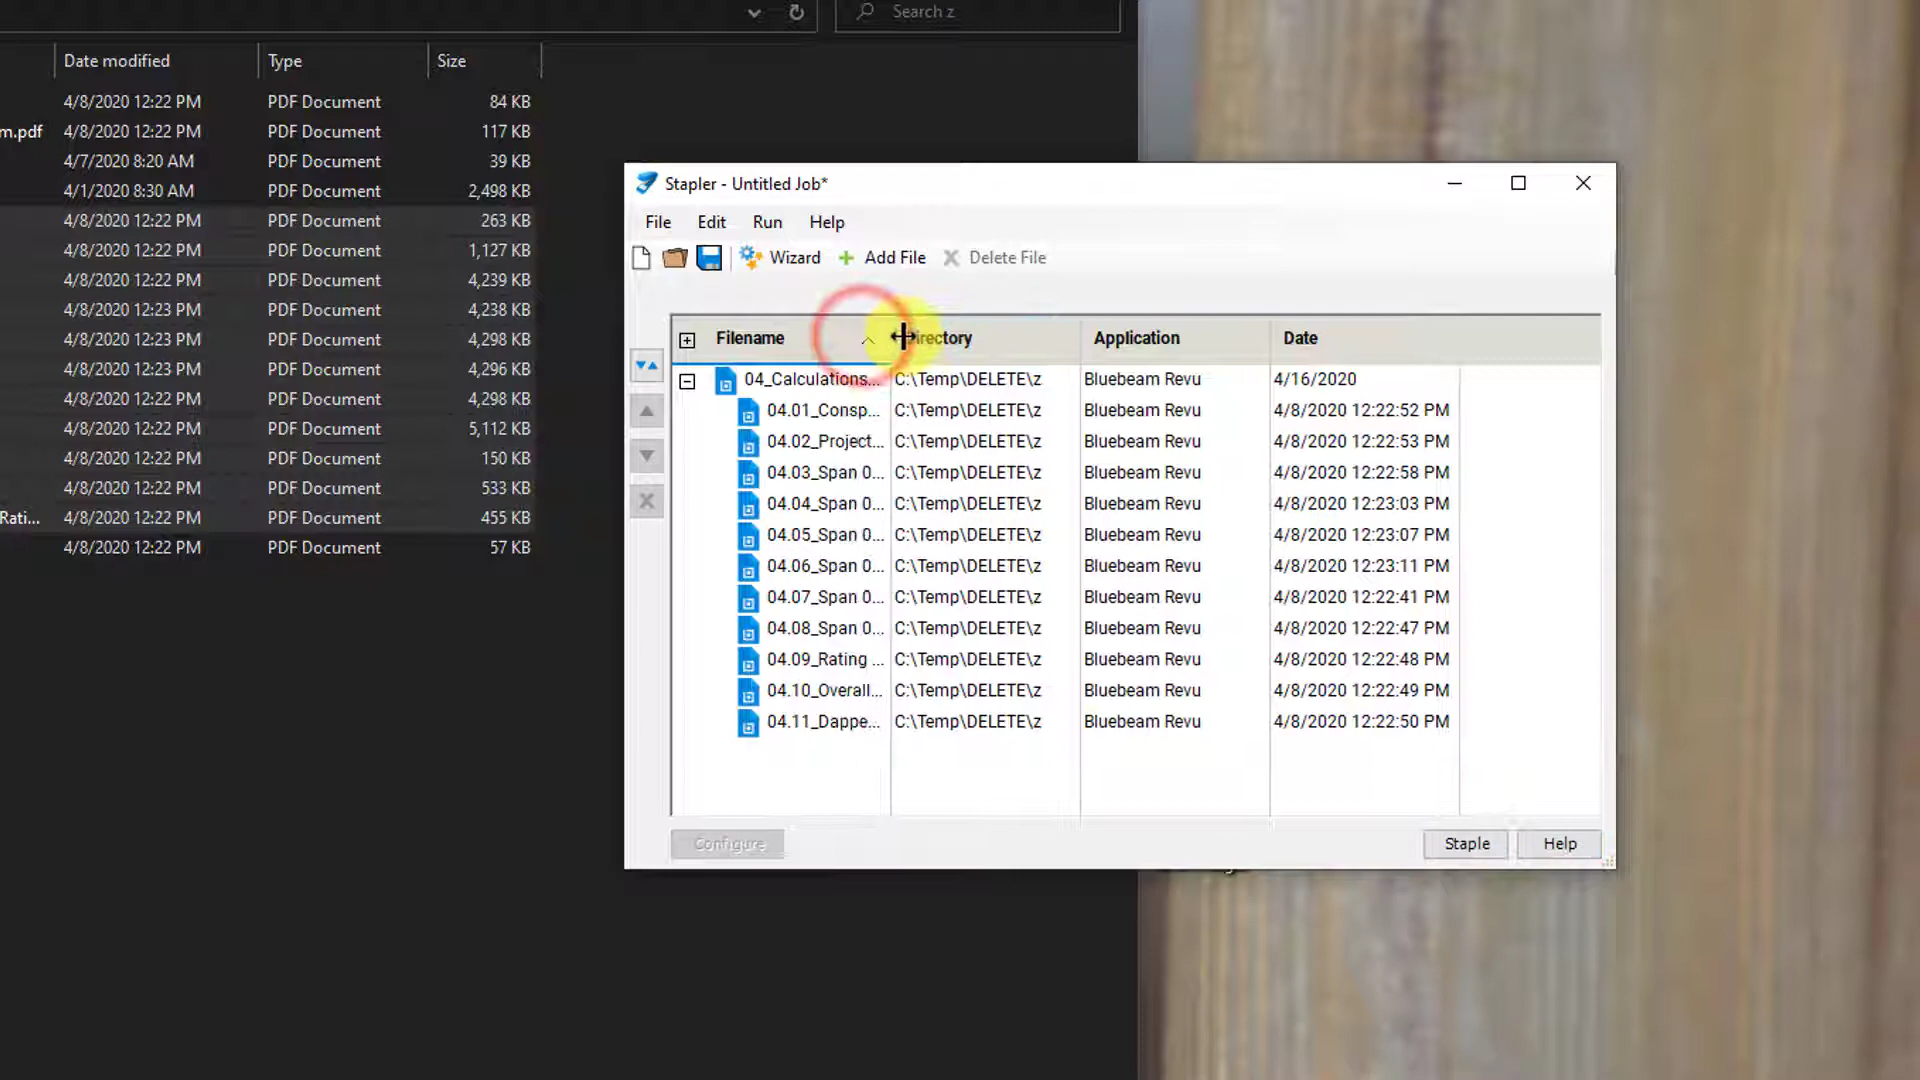 Search z
Date modified Type Size
4/8/2020 12:22 PM PDF Document 84 KB
m.pdf 4/8/2020 12:22 PM PDF Document 117 KB
4/7/2020 8:20 AM PDF Document 39 KB
4/1/2020 8:30 AM PDF Document 2,498 KB
4/8/2020 12:22 PM PDF Document 263 KB
4/8/2020 12:22 PM PDF Document 1,127 KB
4/8/2020 12:22 PM PDF Document 4,239 KB
4/8/2020 12:23 PM PDF Document 4,238 KB
4/8/2020 12:23 PM PDF Document 4,298 KB
4/8/2020 12:23 PM PDF Document 4,296 KB
4/8/2020 12:22 PM PDF Document 4,298 KB
4/8/2020 12:22 PM PDF Document 5,112 KB
4/8/2020 12:22 PM PDF Document 150 KB
4/8/2020 12:22 PM PDF Document 533 KB
Rati... 4/8/2020 12:22 PM PDF Document 455 KB
4/8/2020 12:22 PM PDF Document 57 KB
Stapler - Untitled Job*
File Edit Run Help
Wizard Add File Delete File
Filename Directory Application Date
04_Calculations... C:\Temp\DELETE\z Bluebeam Revu 4/16/2020
04.01_Consp... C:\Temp\DELETE\z Bluebeam Revu 4/8/2020 12:22:52 PM
04.02_Project... C:\Temp\DELETE\z Bluebeam Revu 4/8/2020 12:22:53 PM
04.03_Span 0... C:\Temp\DELETE\z Bluebeam Revu 4/8/2020 12:22:58 PM
04.04_Span 0... C:\Temp\DELETE\z Bluebeam Revu 4/8/2020 12:23:03 PM
04.05_Span 0... C:\Temp\DELETE\z Bluebeam Revu 4/8/2020 12:23:07 PM
04.06_Span 0... C:\Temp\DELETE\z Bluebeam Revu 4/8/2020 12:23:11 PM
04.07_Span 0... C:\Temp\DELETE\z Bluebeam Revu 4/8/2020 12:22:41 PM
04.08_Span 0... C:\Temp\DELETE\z Bluebeam Revu 4/8/2020 12:22:47 PM
04.09_Rating ... C:\Temp\DELETE\z Bluebeam Revu 4/8/2020 12:22:48 PM
04.10_Overall... C:\Temp\DELETE\z Bluebeam Revu 4/8/2020 12:22:49 PM
04.11_Dappe... C:\Temp\DELETE\z Bluebeam Revu 4/8/2020 12:22:50 PM
Configure Staple Help